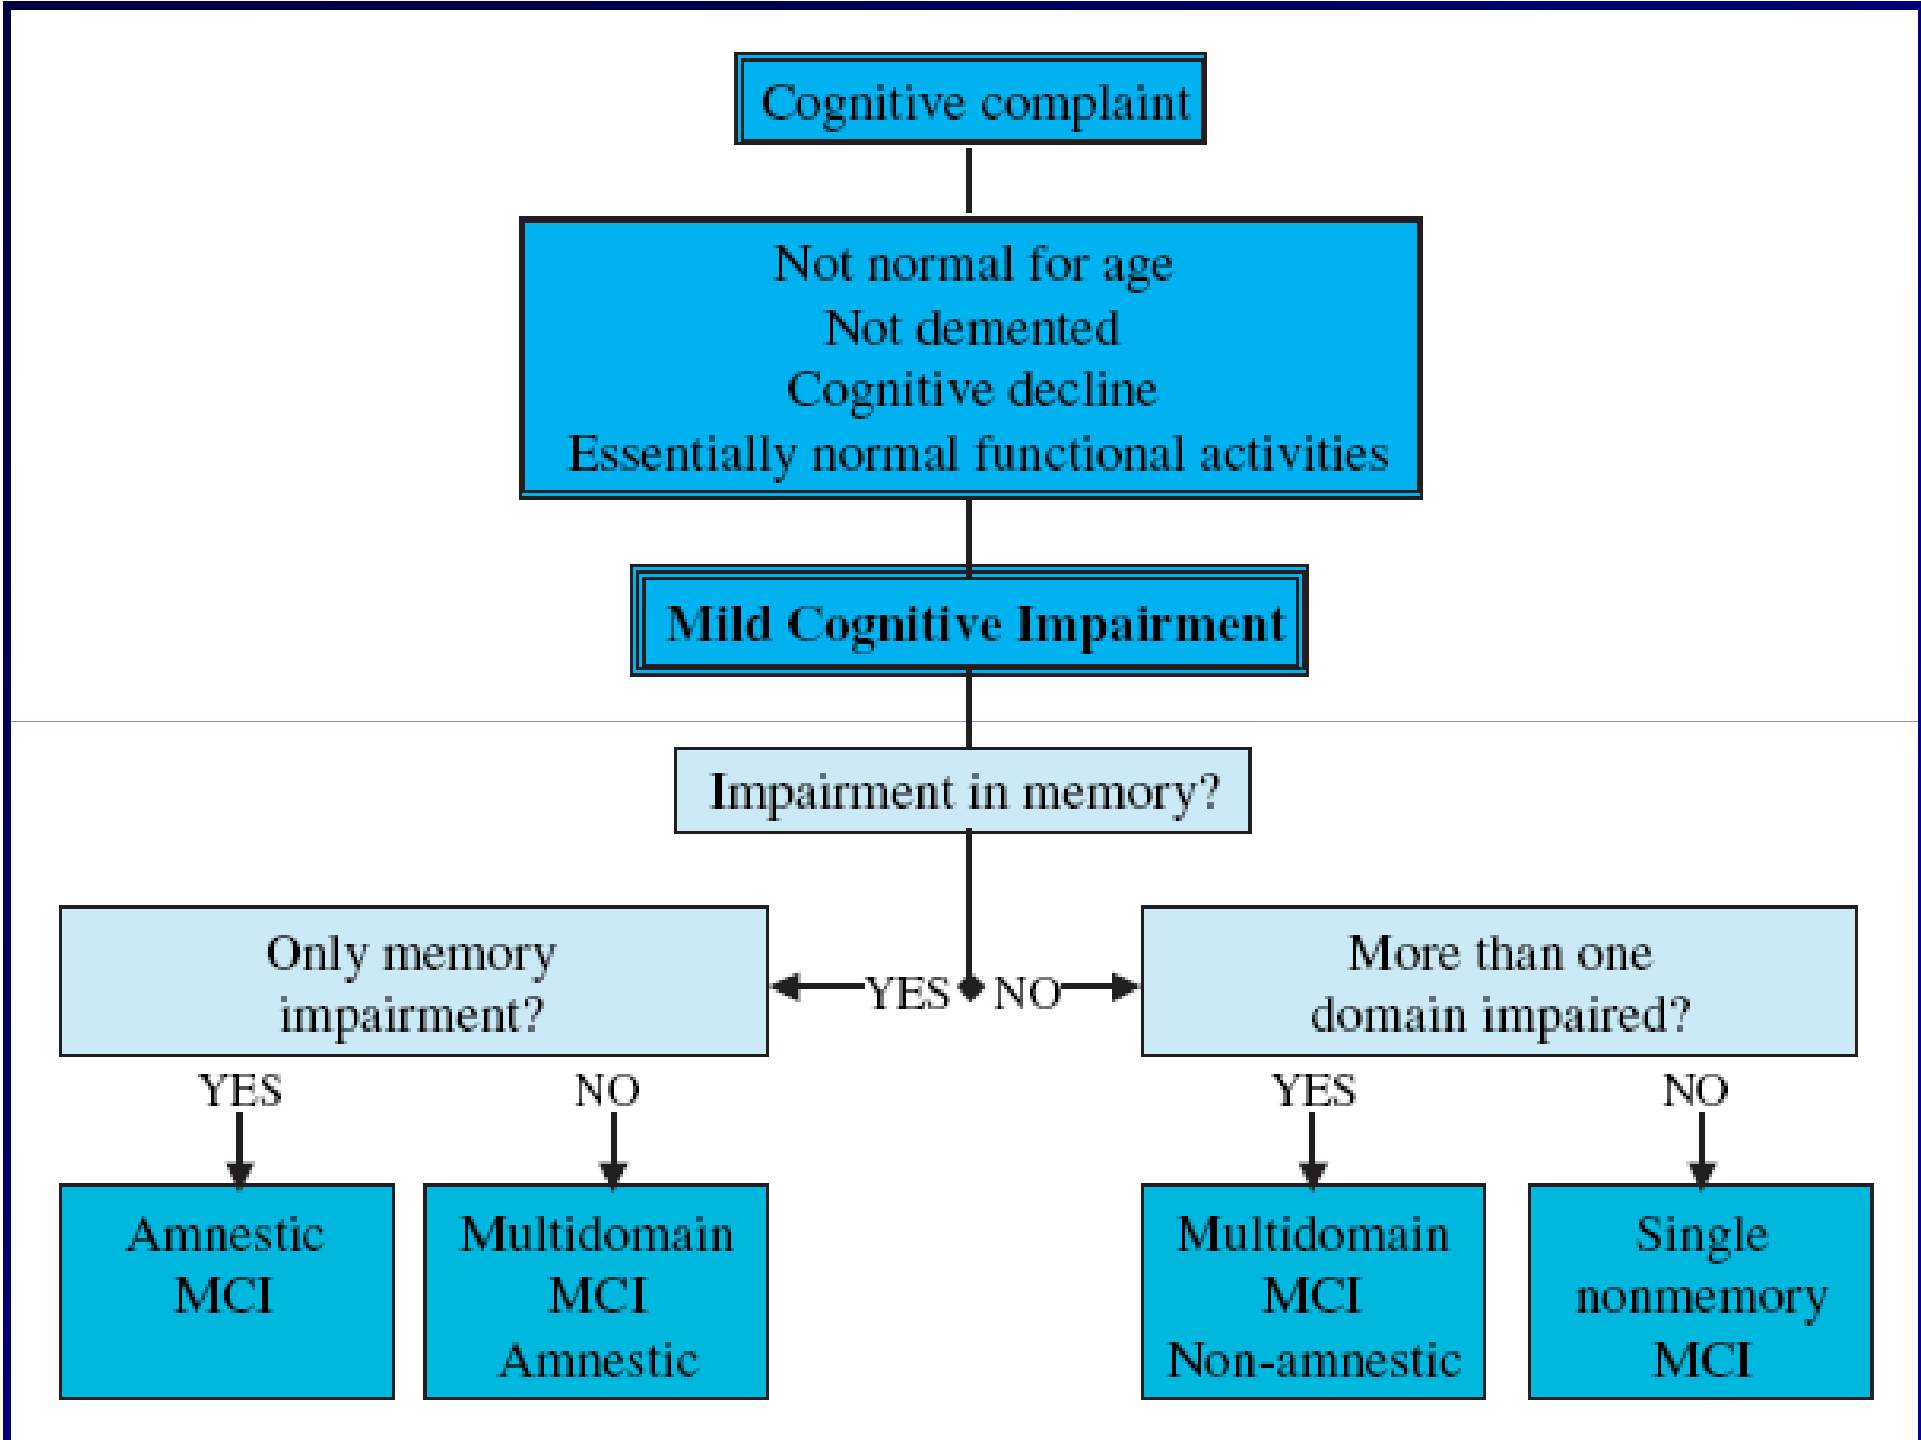 Cognitive complaint
Not normal for age
Not demented
Cognitive decline
Essentially normal functional activities
Mild Cognitive Impairment
Impairment in memory?
Only memory
impairment?
YES NO
More than one
domain impaired?
YES
NO
YES
NO
Amnestic
MCI
Multidomain
MCI
Amnestic
Multidomain
MCI
Non-amnestic
Single
nonmemory
MCI